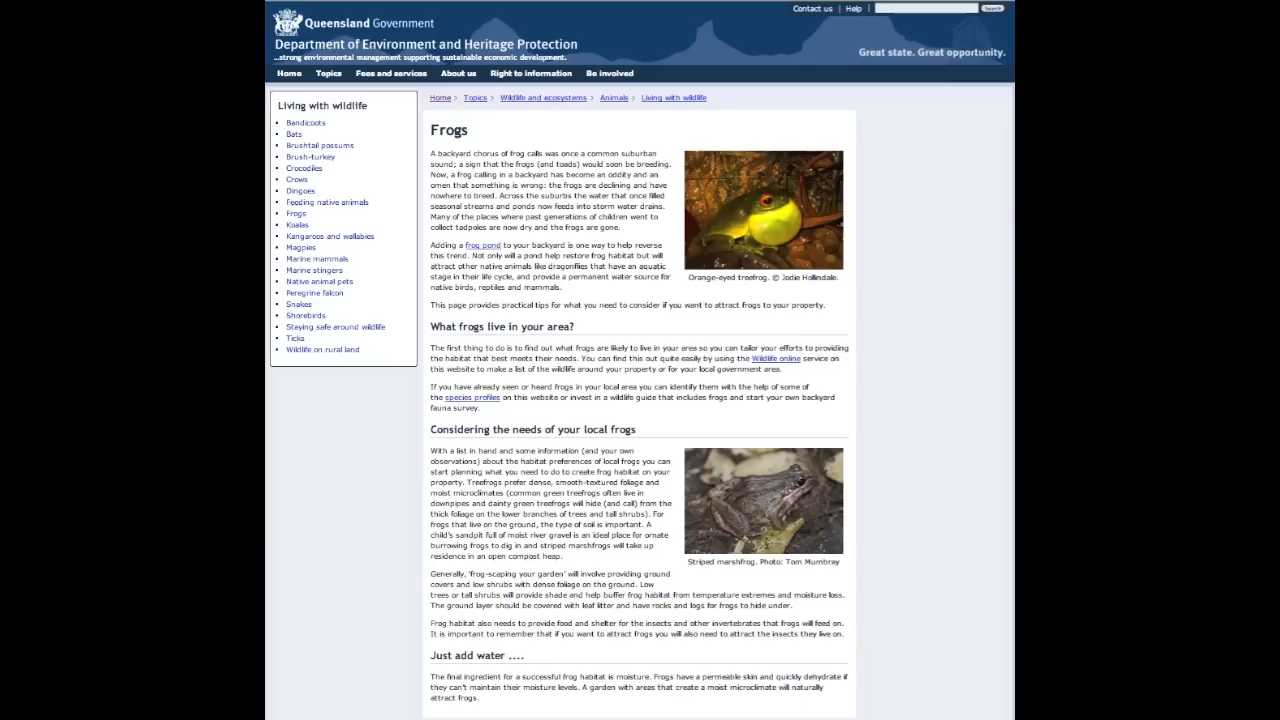 Contact us | Help | Search
Queensland Government
Department of Environment and Heritage Protection
...strong environmental management supporting sustainable economic development.
Great state. Great opportunity.
Home Topics Fees and services About us Right to information Be involved
Living with wildlife
Bandicoots
Bats
Brushtail possums
Brush-turkey
Crocodiles
Crows
Dingoes
Feeding native animals
Frogs
Koalas
Kangaroos and wallabies
Magpies
Marine mammals
Marine stingers
Native animal pets
Peregrine falcon
Snakes
Shorebirds
Staying safe around wildlife
Ticks
Wildlife on rural land
Home > Topics > Wildlife and ecosystems > Animals > Living with wildlife
Frogs
A backyard chorus of frog calls was once a common suburban
sound; a sign that the frogs (and toads) would soon be breeding.
Now, a frog calling in a backyard has become an oddity and an
omen that something is wrong: the frogs are declining and have
nowhere to breed. Across the suburbs the water that once filled
seasonal streams and ponds now feeds into storm water drains.
Many of the places where past generations of children went to
collect tadpoles are now dry and the frogs are gone.
Adding a frog pond to your backyard is one way to help reverse
this trend. Not only will a pond help restore frog habitat but will
attract other native animals like dragonflies that have an aquatic
stage in their life cycle, and provide a permanent water source for
native birds, reptiles and mammals.
Orange-eyed treefrog. © Jodie Hollindale.
This page provides practical tips for what you need to consider if you want to attract frogs to your property.
What frogs live in your area?
The first thing to do is to find out what frogs are likely to live in your area so you can tailor your efforts to providing
the habitat that best meets their needs. You can find this out quite easily by using the Wildlife online service on
this website to make a list of the wildlife around your property or for your local government area.
If you have already seen or heard frogs in your local area you can identify them with the help of some of
the species profiles on this website or invest in a wildlife guide that includes frogs and start your own backyard
fauna survey.
Considering the needs of your local frogs
With a list in hand and some information (and your own
observations) about the habitat preferences of local frogs you can
start planning what you need to do to create frog habitat on your
property. Treefrogs prefer dense, smooth-textured foliage and
moist microclimates (common green treefrogs often live in
downpipes and dainty green treefrogs will hide (and call) from the
thick foliage on the lower branches of trees and tall shrubs). For
frogs that live on the ground, the type of soil is important. A
child's sandpit full of moist river gravel is an ideal place for ornate
burrowing frogs to dig in and striped marshfrogs will take up
residence in an open compost heap.
Striped marshfrog. Photo: Tom Mumbray
Generally, 'frog-scaping your garden' will involve providing ground
covers and low shrubs with dense foliage on the ground. Low
trees or tall shrubs will provide shade and help buffer frog habitat from temperature extremes and moisture loss.
The ground layer should be covered with leaf litter and have rocks and logs for frogs to hide under.
Frog habitat also needs to provide food and shelter for the insects and other invertebrates that frogs will feed on.
It is important to remember that if you want to attract frogs you will also need to attract the insects they live on.
Just add water ....
The final ingredient for a successful frog habitat is moisture. Frogs have a permeable skin and quickly dehydrate if
they can't maintain their moisture levels. A garden with areas that create a moist microclimate will naturally
attract frogs.